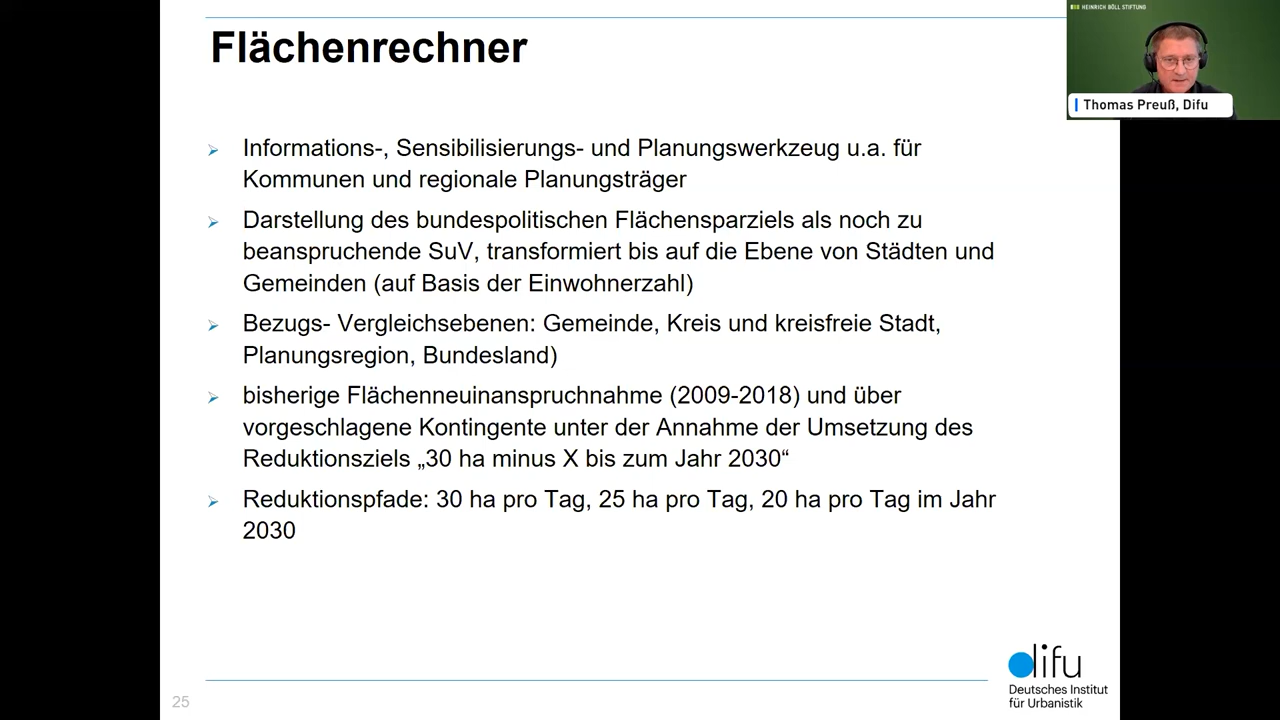 Flächenrechner
HEINRICH BÖLL STIFTUNG
Thomas Preuß, Difu
Informations-, Sensibilisierungs- und Planungswerkzeug u.a. für
Kommunen und regionale Planungsträger
Darstellung des bundespolitischen Flächensparziels als noch zu
beanspruchende SuV, transformiert bis auf die Ebene von Städten und
Gemeinden (auf Basis der Einwohnerzahl)
Bezugs- Vergleichsebenen: Gemeinde, Kreis und kreisfreie Stadt,
Planungsregion, Bundesland)
bisherige Flächenneuinanspruchnahme (2009-2018) und über
vorgeschlagene Kontingente unter der Annahme der Umsetzung des
Reduktionsziels „30 ha minus X bis zum Jahr 2030“
Reduktionspfade: 30 ha pro Tag, 25 ha pro Tag, 20 ha pro Tag im Jahr
2030
difu
Deutsches Institut
für Urbanistik
25